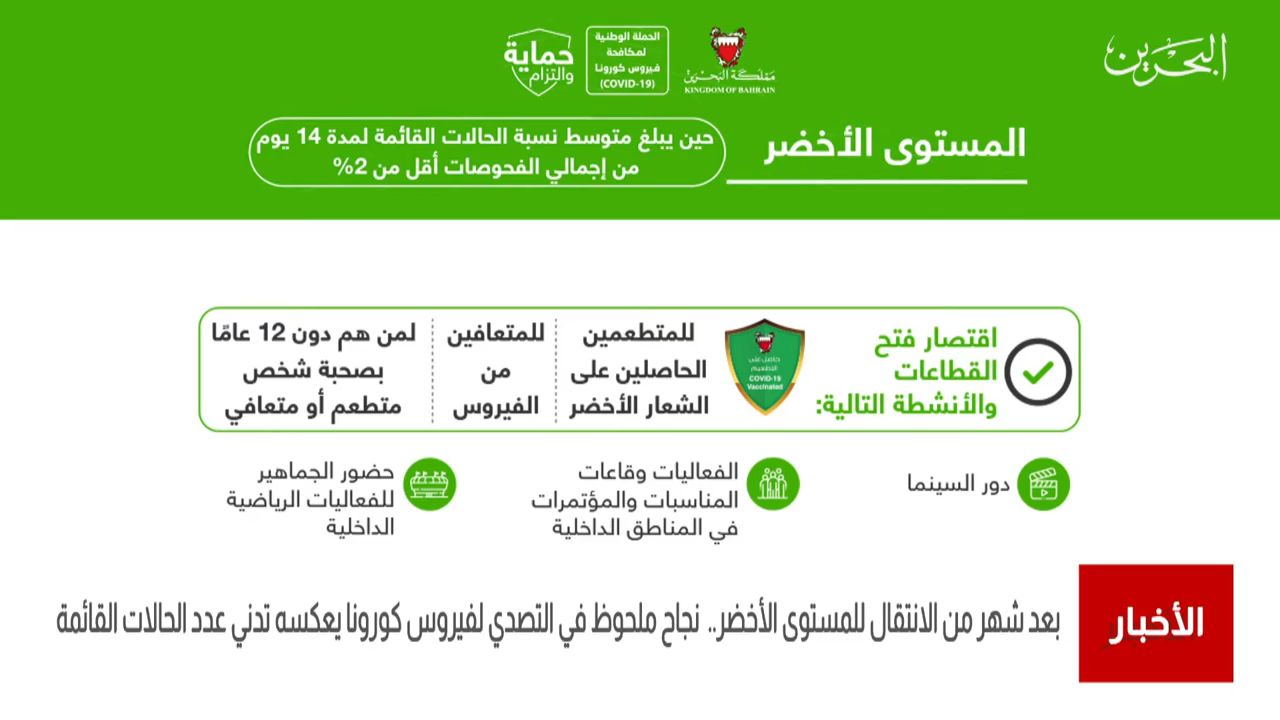 البحرين
مملكة البحرين
KINGDOM OF BAHRAIN
الحملة الوطنية
لمكافحة
فيروس كورونا
(COVID-19)
حماية
والتزام
المستوى الأخضر
حين يبلغ متوسط نسبة الحالات القائمة لمدة 14 يوم
من إجمالي الفحوصات أقل من 2%
اقتصار فتح
القطاعات
والأنشطة التالية:
حاصل على
التطعيم
COVID-19
Vaccinated
للمتطعمين
الحاصلين على
الشعار الأخضر
للمتعافين
من
الفيروس
لمن هم دون 12 عامًا
بصحبة شخص
متطعم أو متعافي
دور السينما
الفعاليات وقاعات
المناسبات والمؤتمرات
في المناطق الداخلية
حضور الجماهير
للفعاليات الرياضية
الداخلية
الأخبار
بعد شهر من الانتقال للمستوى الأخضر.. نجاح ملحوظ في التصدي لفيروس كورونا يعكسه تدني عدد الحالات القائمة